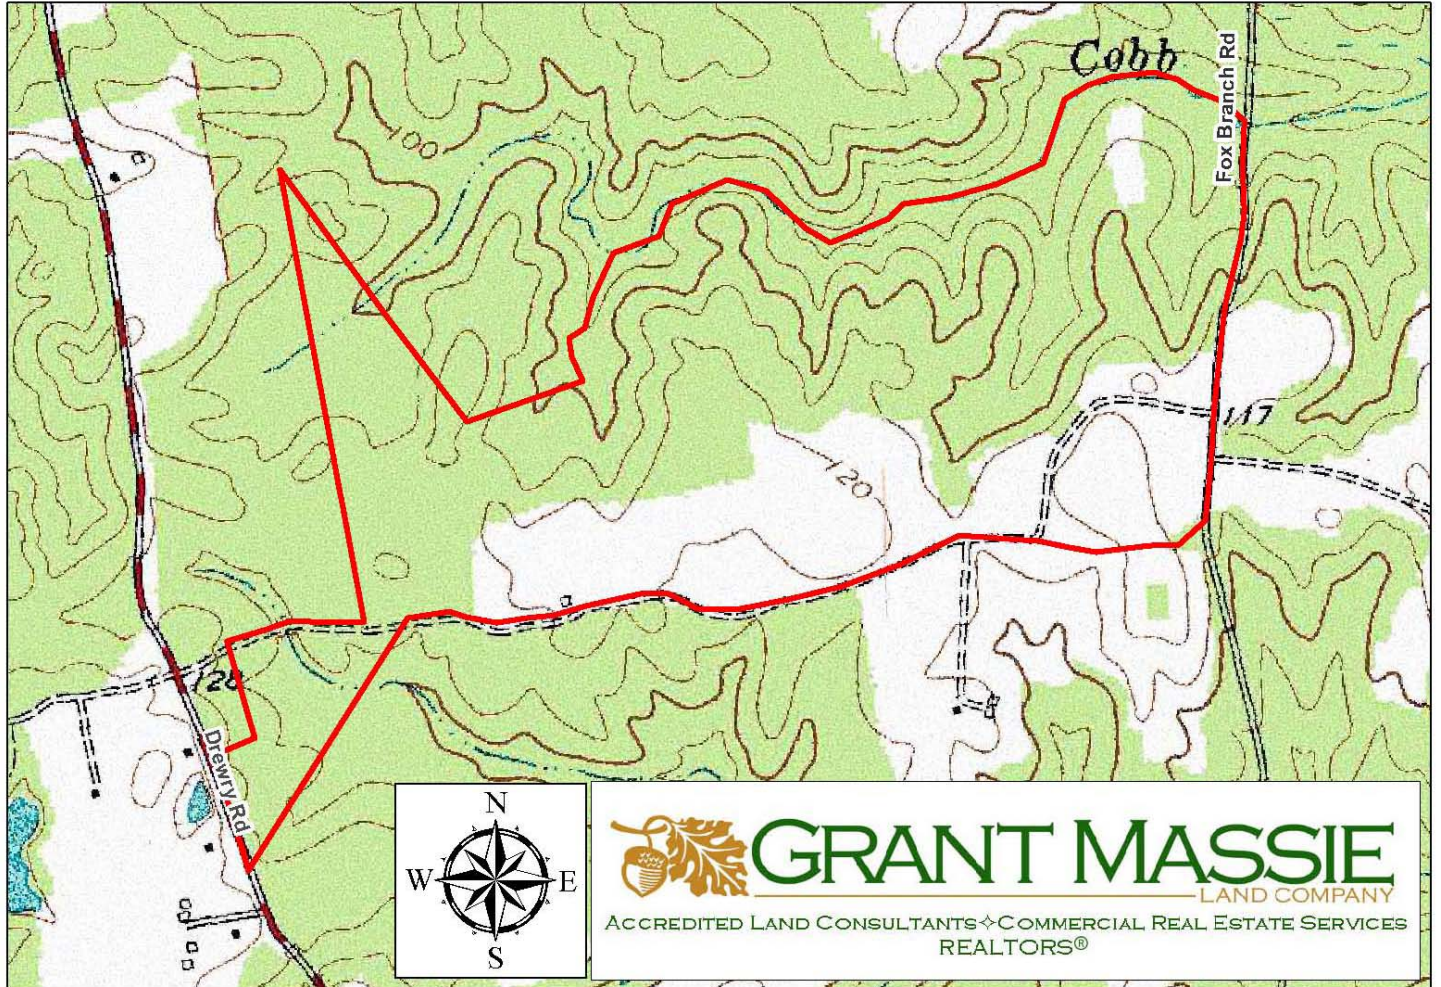 Cobb
Fox Branch Rd
100
117
120
128
Drewry Rd
N
W E
S
GRANT MASSIE
LAND COMPANY
ACCREDITED LAND CONSULTANTS✧COMMERCIAL REAL ESTATE SERVICES
REALTORS®